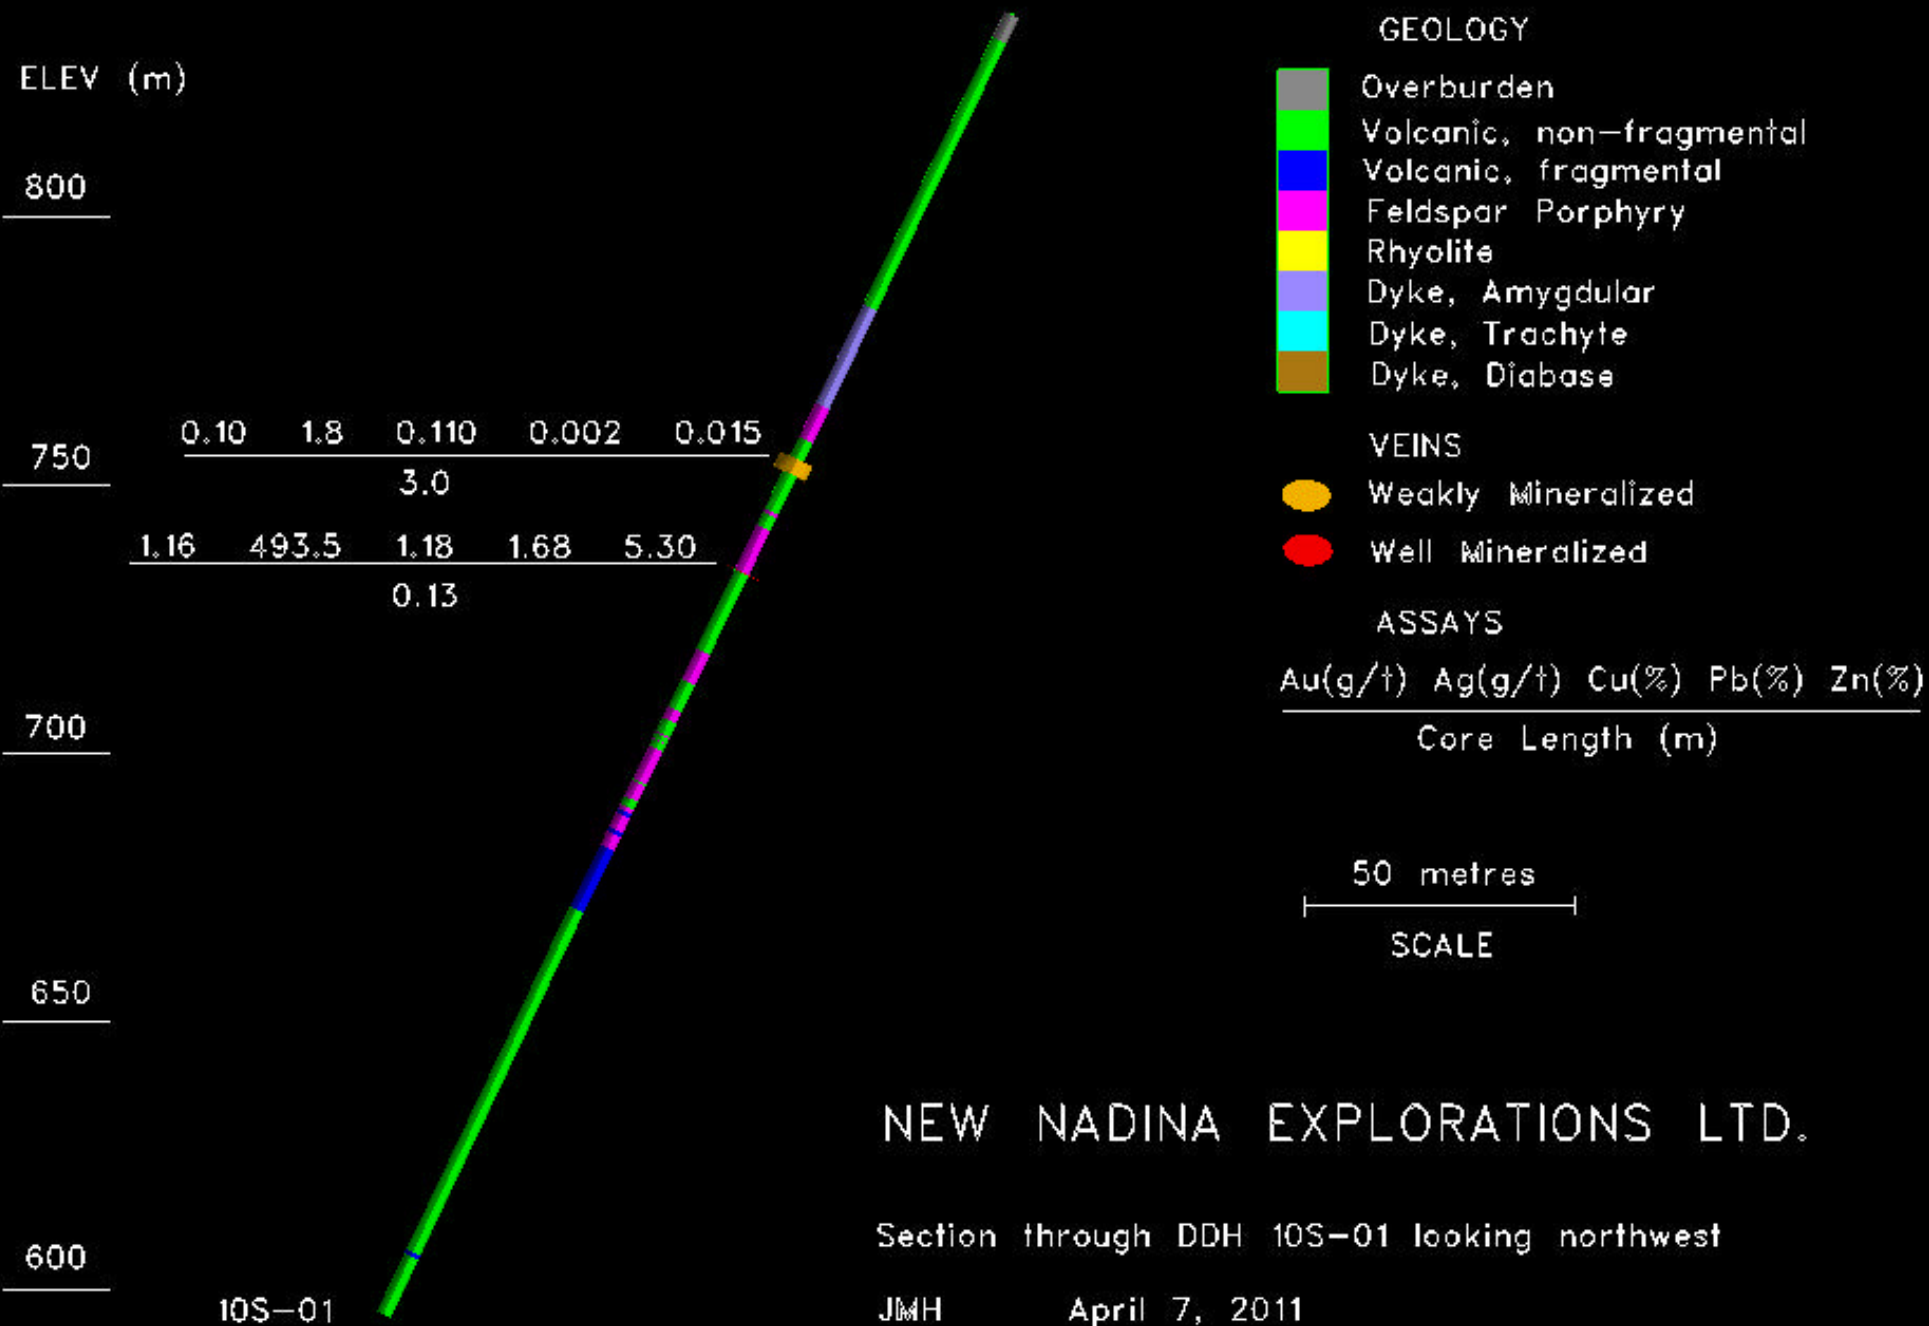 GEOLOGY
ELEV (m)
Overburden
Volcanic, non-fragmental
Volcanic, fragmental
Feldspar Porphyry
Rhyolite
Dyke, Amygdular
Dyke, Trachyte
Dyke, Diabase
800
0.10 1.8 0.110 0.002 0.015
3.0
750
VEINS
Weakly Mineralized
Well Mineralized
1.16 493.5 1.18 1.68 5.30
0.13
ASSAYS
Au(g/t) Ag(g/t) Cu(%) Pb(%) Zn(%)
Core Length (m)
700
50 metres
SCALE
650
NEW NADINA EXPLORATIONS LTD.
Section through DDH 10S-01 looking northwest
600
10S-01
JMH April 7, 2011